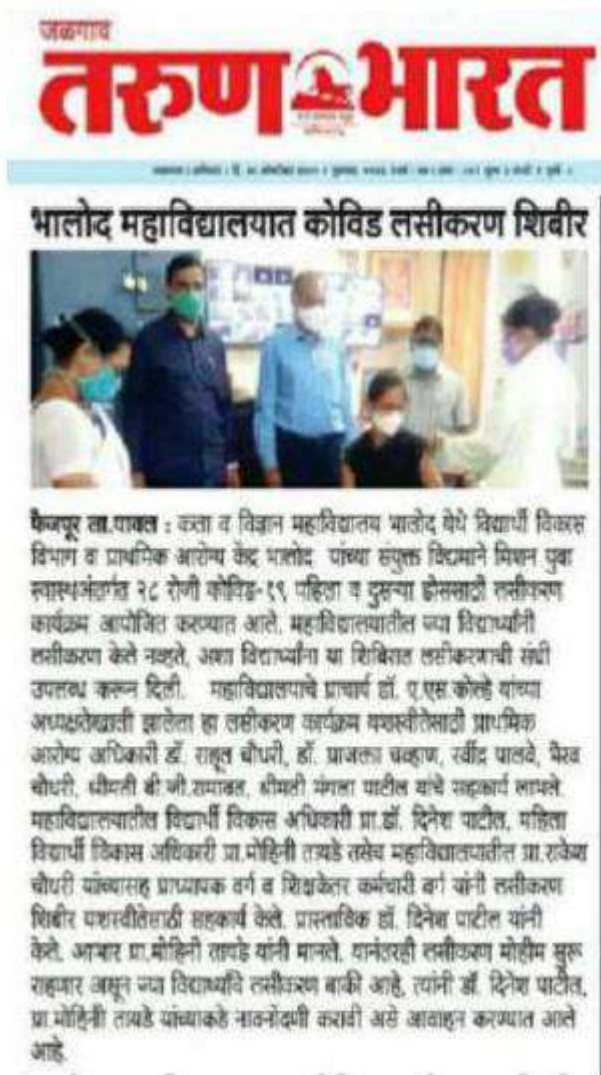 जळगाव
तरुण भारत
भालोद महाविद्यालयात कोविड लसीकरण शिबीर
फैजपूर ता.यावल : कला व विज्ञान महाविद्यालय भालोद येथे विद्यार्थी विकास
विभाग व प्राथमिक आरोग्य केंद्र भालोद यांच्या संयुक्त विद्यमाने मिशन युवा
स्वास्थअंतर्गत २८ रोजी कोविड-१९ पहिला व दुसऱ्या डोससाठी लसीकरण
कार्यक्रम आयोजित करण्यात आले. महाविद्यालयातील ज्या विद्यार्थ्यांनी
लसीकरण केले नव्हते, अशा विद्यार्थ्यांना या शिबिरात लसीकरणाची संधी
उपलब्ध करून दिली. महाविद्यालयाचे प्राचार्य डॉ. ए.एस.कोल्हे यांच्या
अध्यक्षतेखाली झालेला हा लसीकरण कार्यक्रम यशस्वीतेसाठी प्राथमिक
आरोग्य अधिकारी डॉ. राहूल चौधरी, डॉ. प्राजक्ता चव्हाण, रवींद्र पालवे, भैरव
चौधरी, श्रीमती बी.जी. श्रीमती मंगला पाटील यांचे सहकार्य लाभले.
महाविद्यालयातील विद्यार्थी विकास अधिकारी प्रा.डॉ. दिनेश पाटील, महिला
विद्यार्थी विकास अधिकारी प्रा.मोहिनी तायडे तसेच महाविद्यालयातील प्रा.राकेश
चौधरी यांच्यासह प्राध्यापक वर्ग व शिक्षकेतर कर्मचारी वर्ग यांनी लसीकरण
शिबीर यशस्वीतेसाठी सहकार्य केले. प्रास्ताविक डॉ. दिनेश पाटील यांनी
केले. आभार प्रा.मोहिनी तायडे यांनी मानले. यानंतरही लसीकरण मोहीम सुरू
राहणार असून ज्या विद्यार्थ्यांचे लसीकरण बाकी आहे, त्यांनी डॉ. दिनेश पाटील,
प्रा.मोहिनी तायडे यांच्याकडे नावनोंदणी करावी असे आवाहन करण्यात आले
आहे.